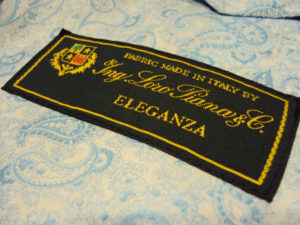 FABRIC MADE IN ITALY BY
Ing. Loro Piana & C.
ELEGANZA